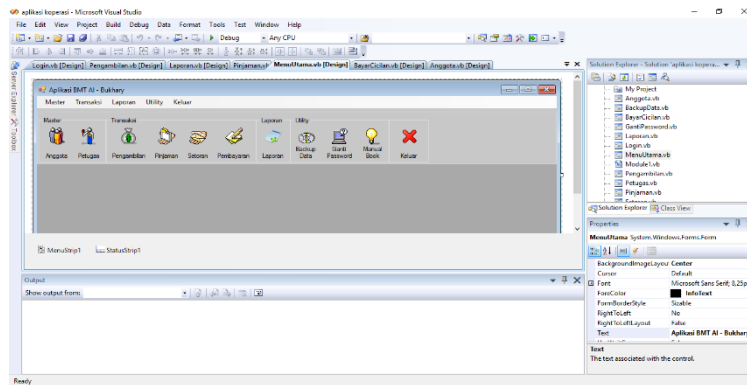 aplikasi koperasi - Microsoft Visual Studio
File Edit View Project Build Debug Data Format Tools Test Window Help
Debug Any CPU
Login.vb [Design] Pengambilan.vb [Design] Laporan.vb [Design] Pinjaman.vb MenuUtama.vb [Design] BayarCicilan.vb [Design] Anggota.vb [Design]
Server Explorer
Toolbox
Aplikasi BMT Al - Bukhary
Master Transaksi Laporan Utility Keluar
Master Transaksi Laporan Utility
Anggota Petugas Pengambilan Pinjaman Setoran Pembayaran Laporan Backup Data Ganti Password Manual Book Keluar
MenuStrip1 StatusStrip1
Output
Show output from:
Ready
Solution Explorer - Solution 'aplikasi kopera...
My Project
Anggota.vb
BackupData.vb
BayarCicilan.vb
GantiPassword.vb
Laporan.vb
Login.vb
MenuUtama.vb
Module1.vb
Pengambilan.vb
Petugas.vb
Pinjaman.vb
Solution Explorer Class View
Properties
MenuUtama System.Windows.Forms.Form
BackgroundImageLayou Center
Cursor Default
Font Microsoft Sans Serif; 8,25p
ForeColor InfoText
FormBorderStyle Sizable
RightToLeft No
RightToLeftLayout False
Text Aplikasi BMT Al - Bukhary
Text
The text associated with the control.